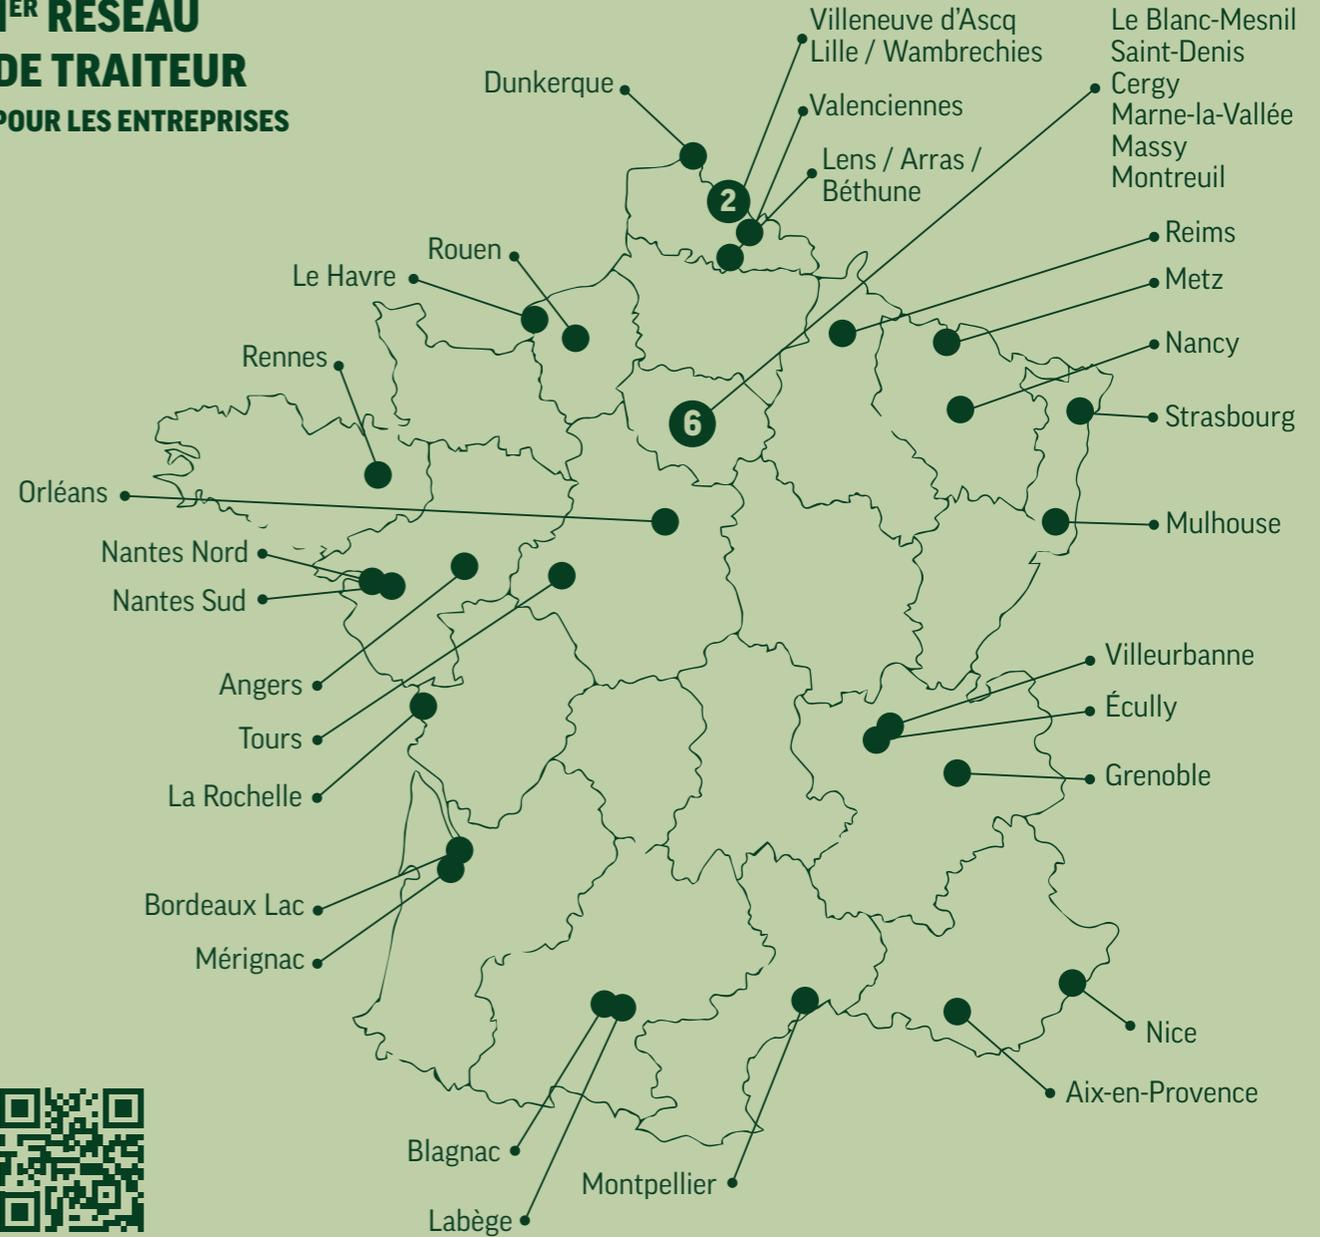 1ER RÉSEAU
DE TRAITEUR
POUR LES ENTREPRISES
Villeneuve d’Ascq
Lille / Wambrechies
Le Blanc-Mesnil
Saint-Denis
Cergy
Marne-la-Vallée
Massy
Montreuil
Dunkerque
Valenciennes
Lens / Arras /
Béthune
2
Reims
Rouen
Le Havre
Metz
Nancy
Rennes
6
Strasbourg
Orléans
Mulhouse
Nantes Nord
Nantes Sud
Villeurbanne
Angers
Écully
Tours
Grenoble
La Rochelle
Bordeaux Lac
Mérignac
Nice
Aix-en-Provence
Blagnac
Montpellier
Labège